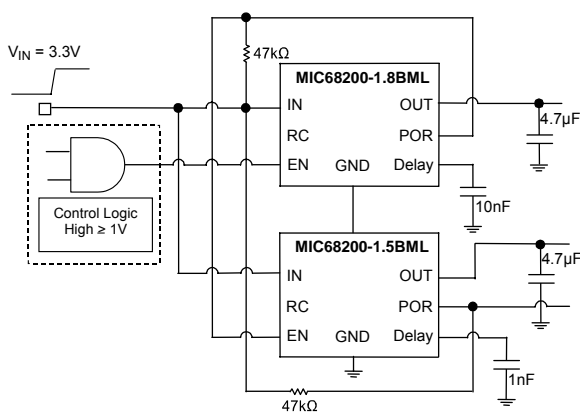 V_IN = 3.3V
47kΩ
MIC68200-1.8BML
IN OUT
RC POR
EN GND Delay
4.7µF
10nF
Control Logic
High ≥ 1V
MIC68200-1.5BML
IN OUT
RC POR
EN GND Delay
4.7µF
1nF
47kΩ